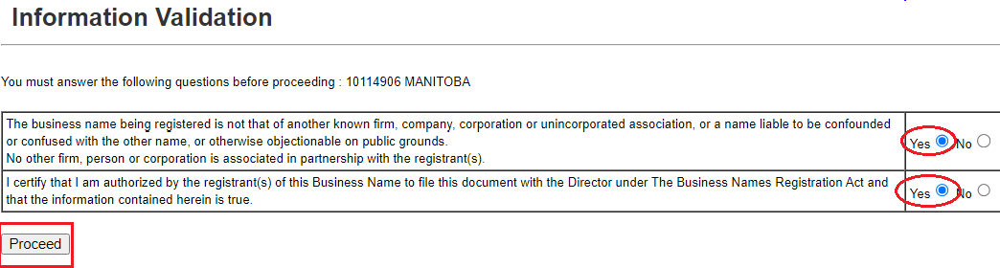 Information Validation
You must answer the following questions before proceeding : 10114906 MANITOBA
The business name being registered is not that of another known firm, company, corporation or unincorporated association, or a name liable to be confounded
or confused with the other name, or otherwise objectionable on public grounds.
No other firm, person or corporation is associated in partnership with the registrant(s).
Yes No
I certify that I am authorized by the registrant(s) of this Business Name to file this document with the Director under The Business Names Registration Act and
that the information contained herein is true.
Yes No
Proceed